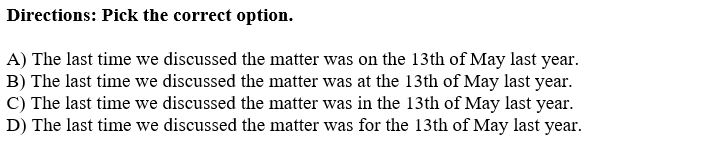 Directions: Pick the correct option.
A) The last time we discussed the matter was on the 13th of May last year.
B) The last time we discussed the matter was at the 13th of May last year.
C) The last time we discussed the matter was in the 13th of May last year.
D) The last time we discussed the matter was for the 13th of May last year.